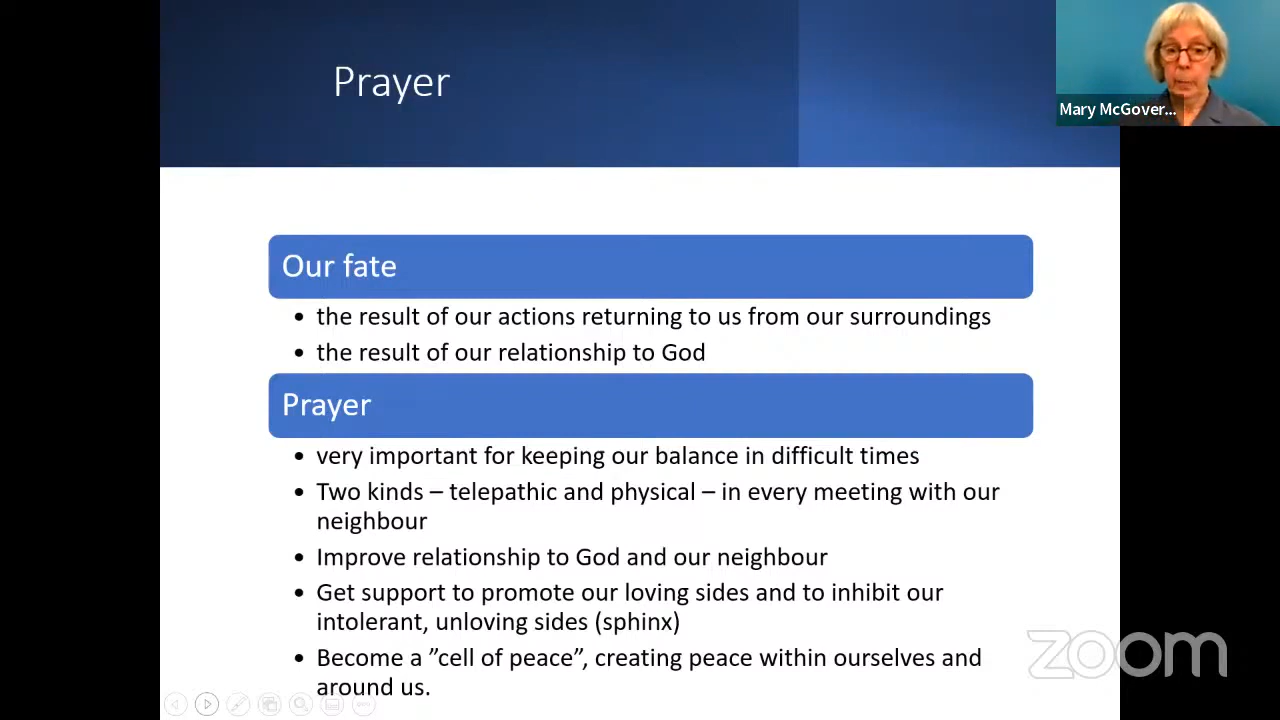 Prayer
Mary McGover...
Our fate
• the result of our actions returning to us from our surroundings
• the result of our relationship to God
Prayer
• very important for keeping our balance in difficult times
• Two kinds – telepathic and physical – in every meeting with our
neighbour
• Improve relationship to God and our neighbour
• Get support to promote our loving sides and to inhibit our
intolerant, unloving sides (sphinx)
• Become a ”cell of peace”, creating peace within ourselves and
around us.
zoom